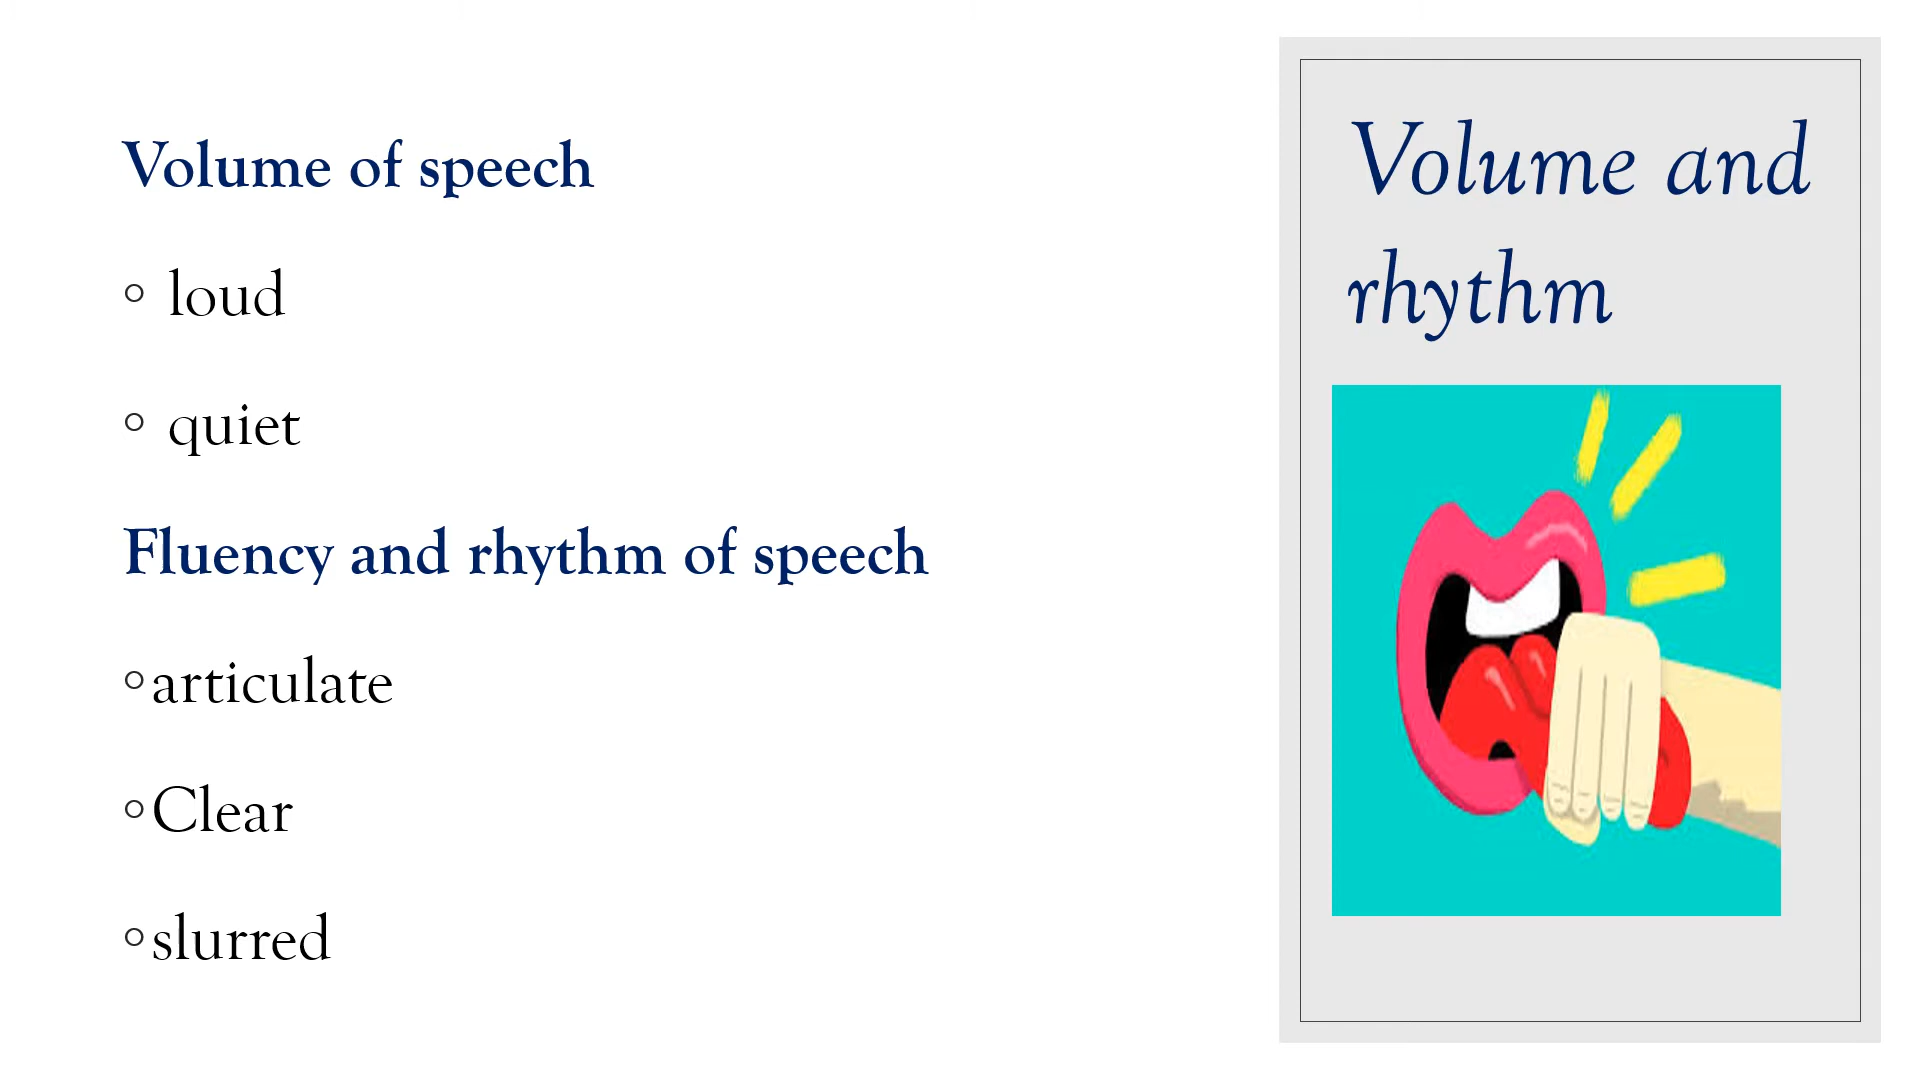 Volume of speech
loud
quiet
Fluency and rhythm of speech
articulate
Clear
slurred
Volume and
rhythm